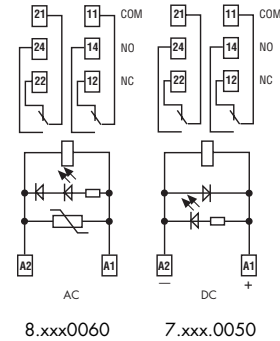 21 11 COM 21 11 COM
24 14 NO 24 14 NO
22 12 NC 22 12 NC
A2 A1 A2 A1
— +
AC DC
8.xxx0060 7.xxx.0050